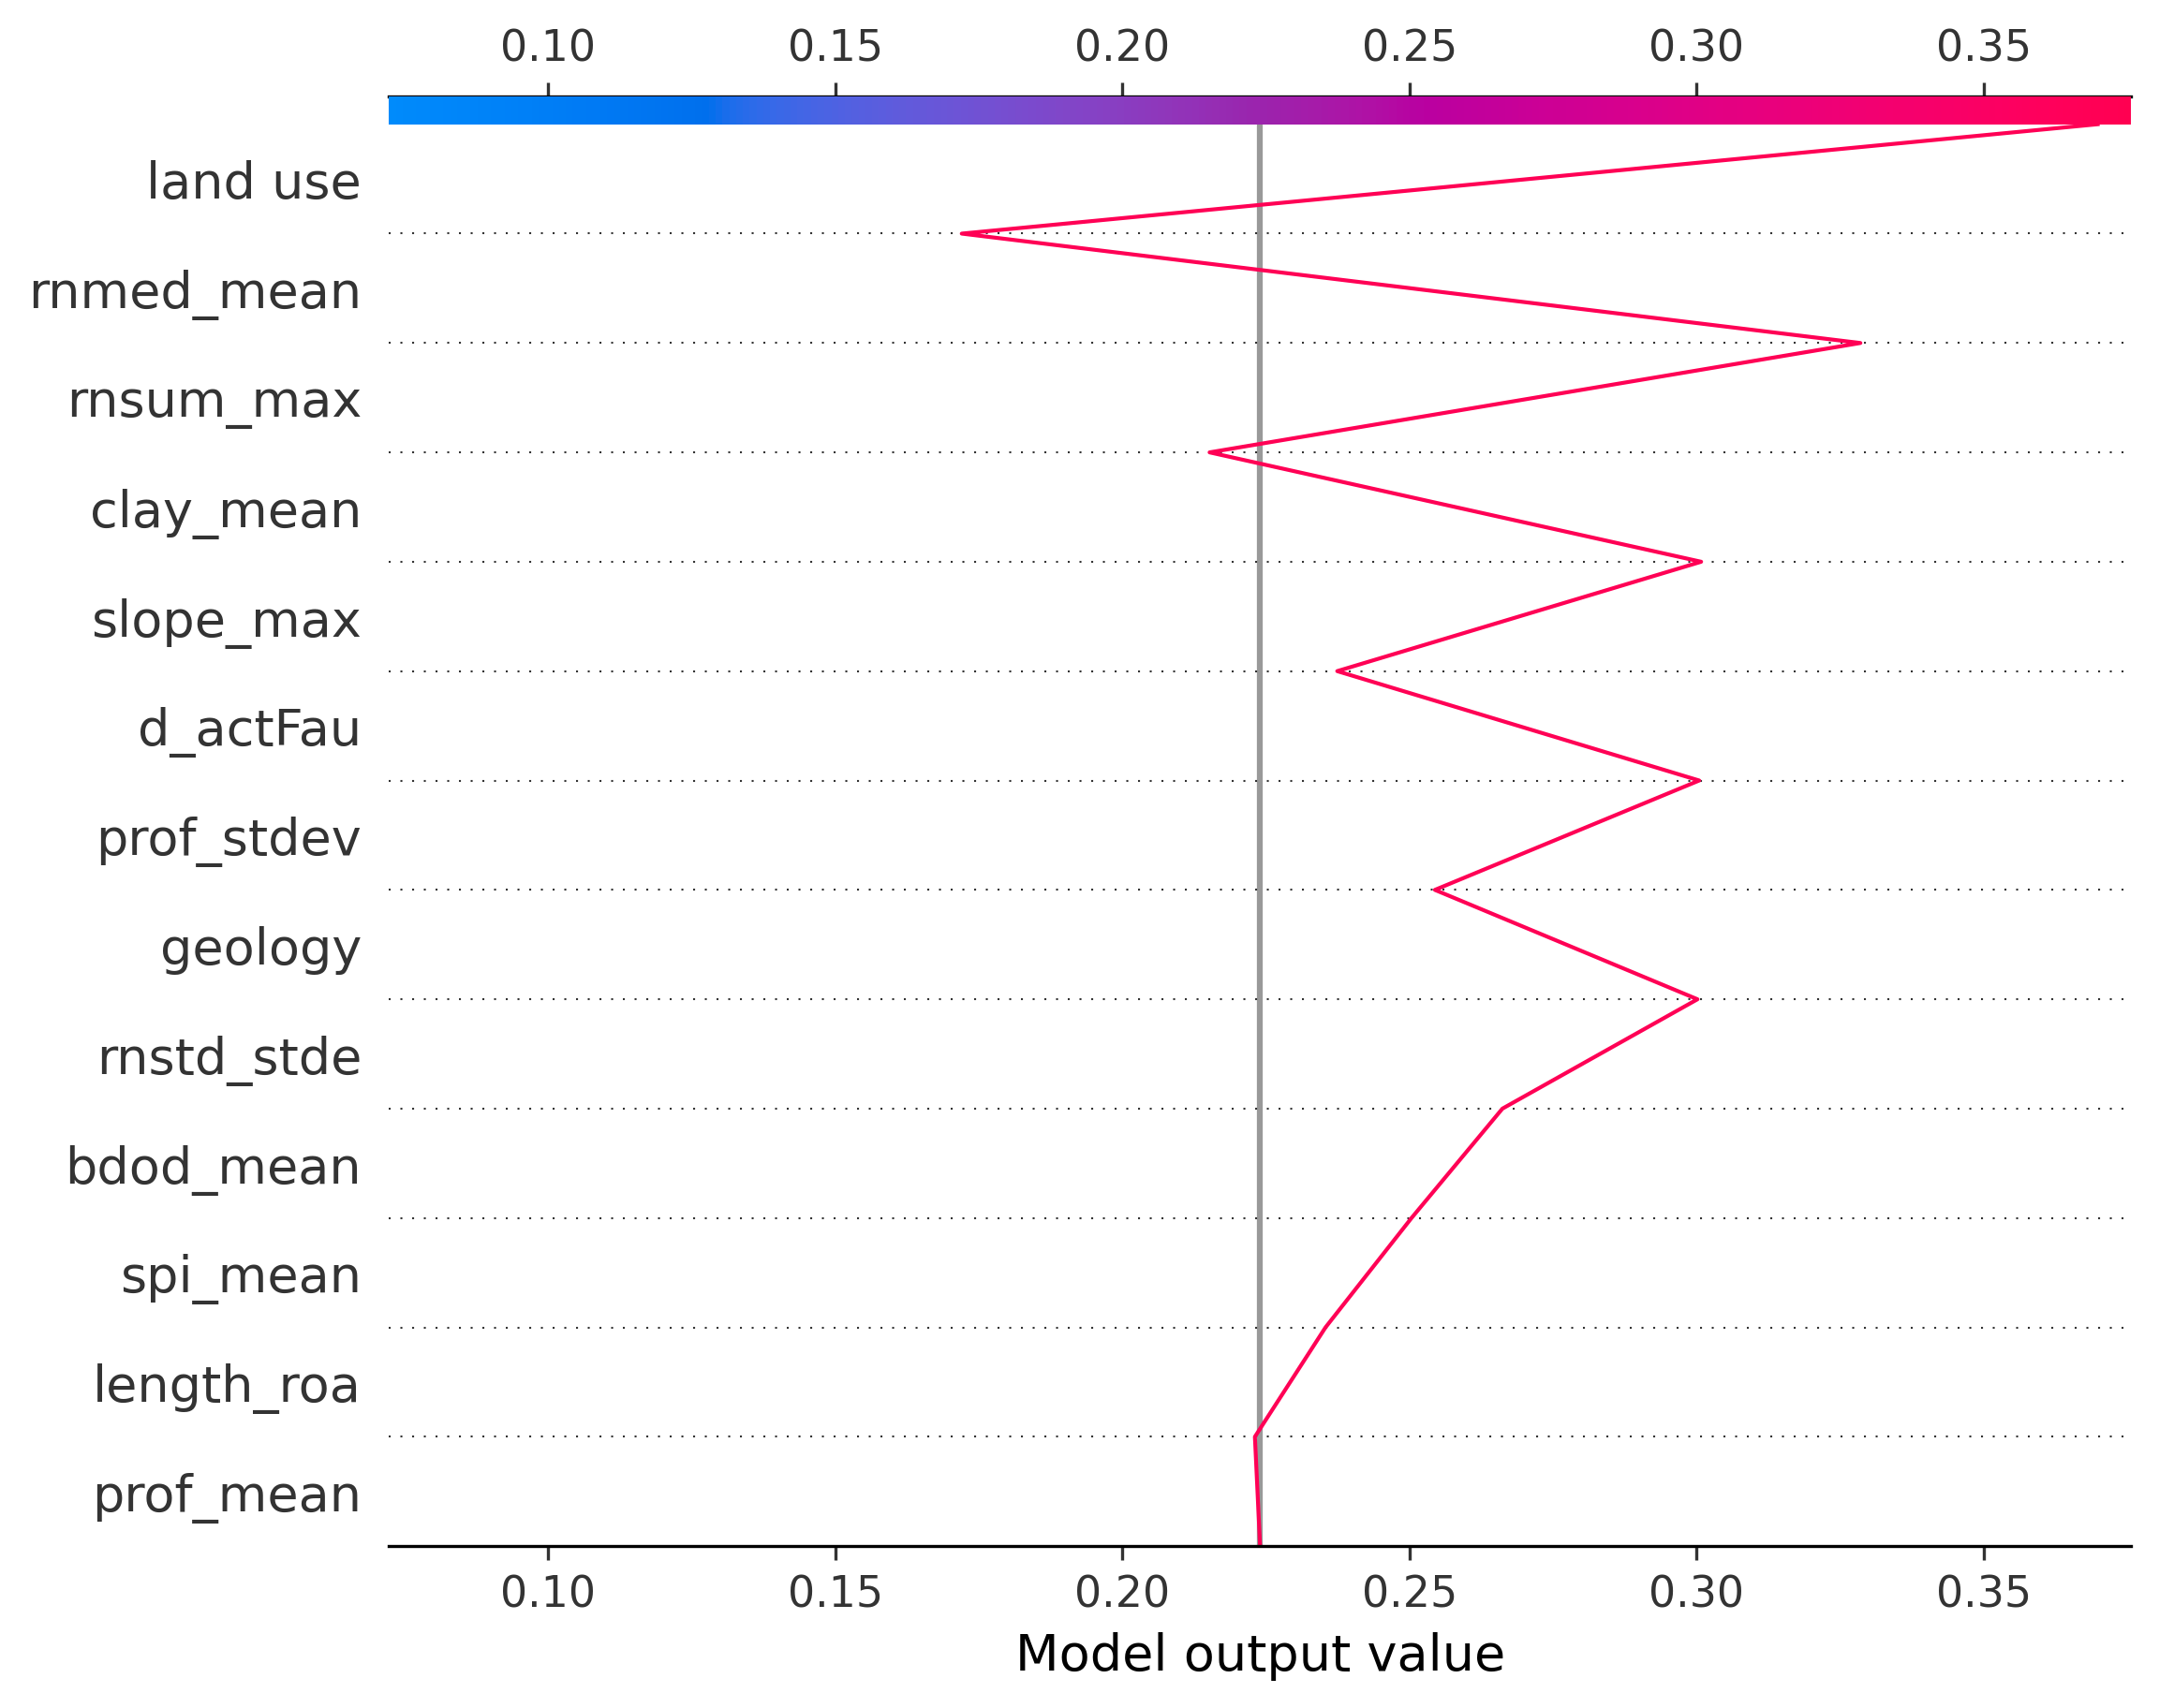 0.10 0.15 0.20 0.25 0.30 0.35
land use
rnmed_mean
rnsum_max
clay_mean
slope_max
d_actFau
prof_stdev
geology
rnstd_stde
bdod_mean
spi_mean
length_roa
prof_mean
0.10 0.15 0.20 0.25 0.30 0.35
Model output value